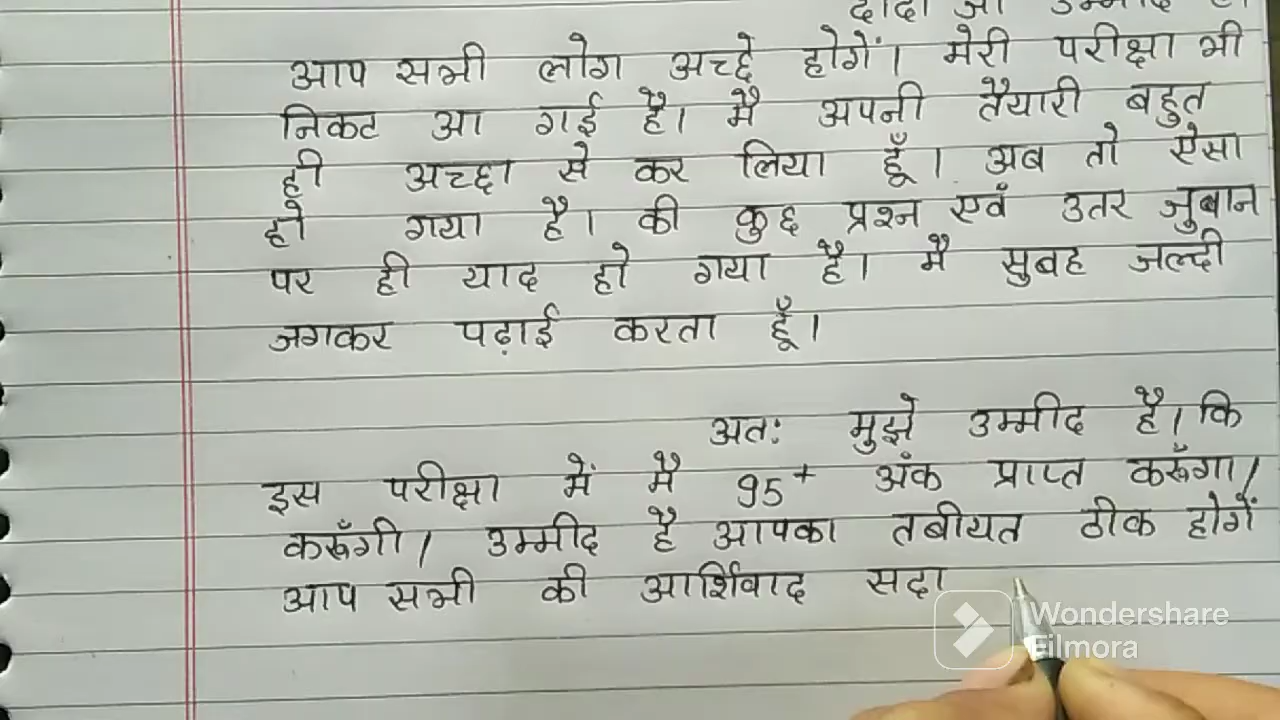 दादा जी उम्मीद है।
आप सभी लोग अच्छे होगें। मेरी परीक्षा भी
निकट आ गई है। मै अपनी तैयारी बहुत
ही अच्छा से कर लिया हूँ। अब तो ऐसा
हो गया है। की कुछ प्रश्न एवं उतर जुबान
पर ही याद हो गया है। मै सुबह जल्दी
जगकर पढ़ाई करता हूँ।
अतः मुझे उम्मीद है। कि
इस परीक्षा में मै 95+ अंक प्राप्त करूँगा/
करूँगी। उम्मीद है आपका तबीयत ठीक होगें
आप सभी की आर्शिवाद सदा
Wondershare
Filmora